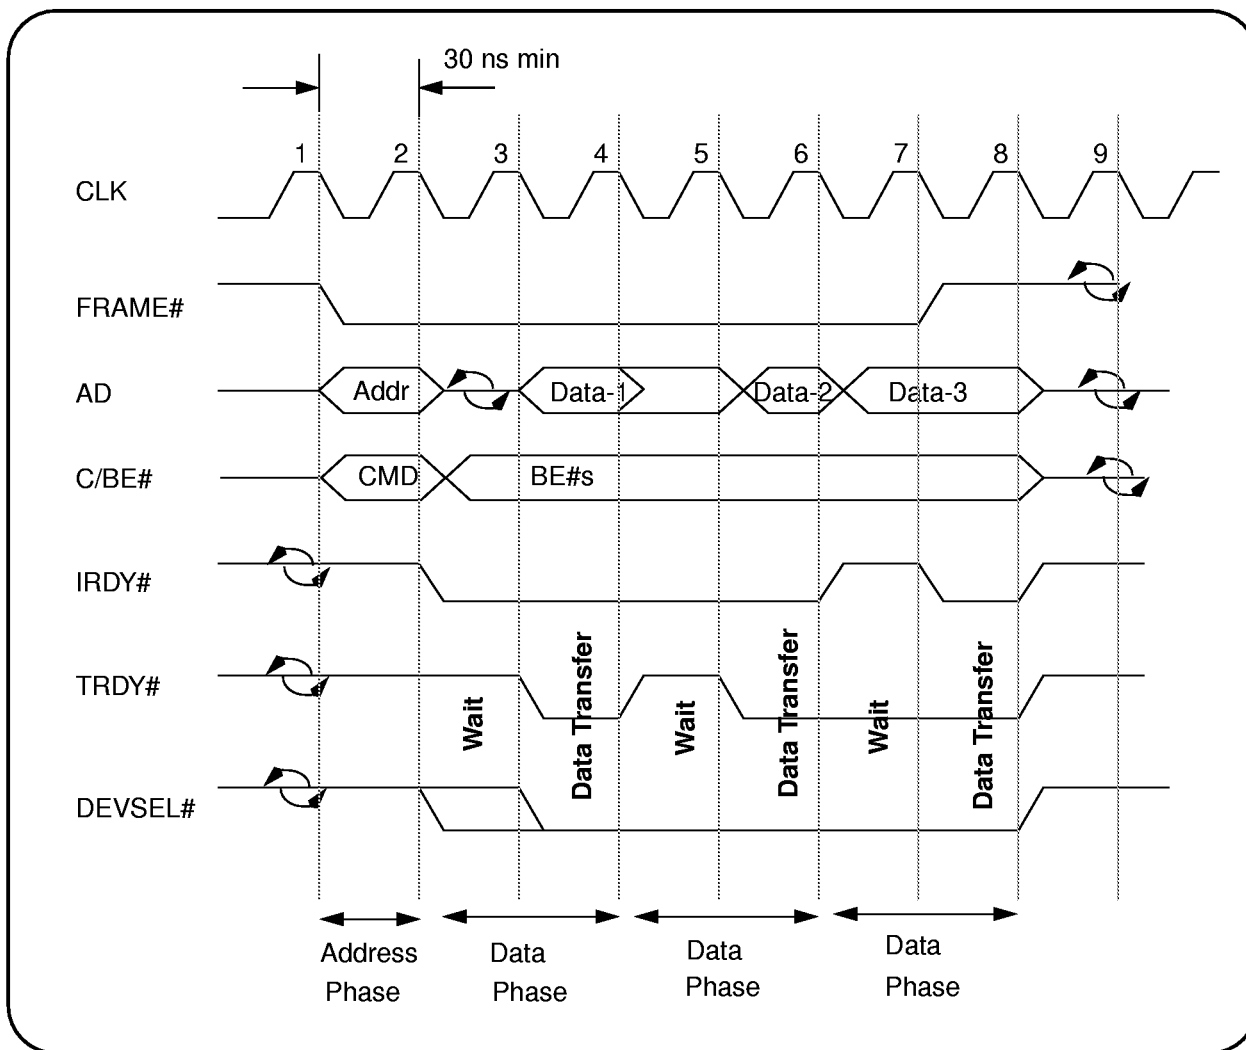 30 ns min
1 2 3 4 5 6 7 8 9
CLK
FRAME#
AD Addr Data-1 Data-2 Data-3
C/BE# CMD BE#s
IRDY#
TRDY#
Wait
Data Transfer
Wait
Data Transfer
Wait
Data Transfer
DEVSEL#
Address
Phase
Data
Phase
Data
Phase
Data
Phase